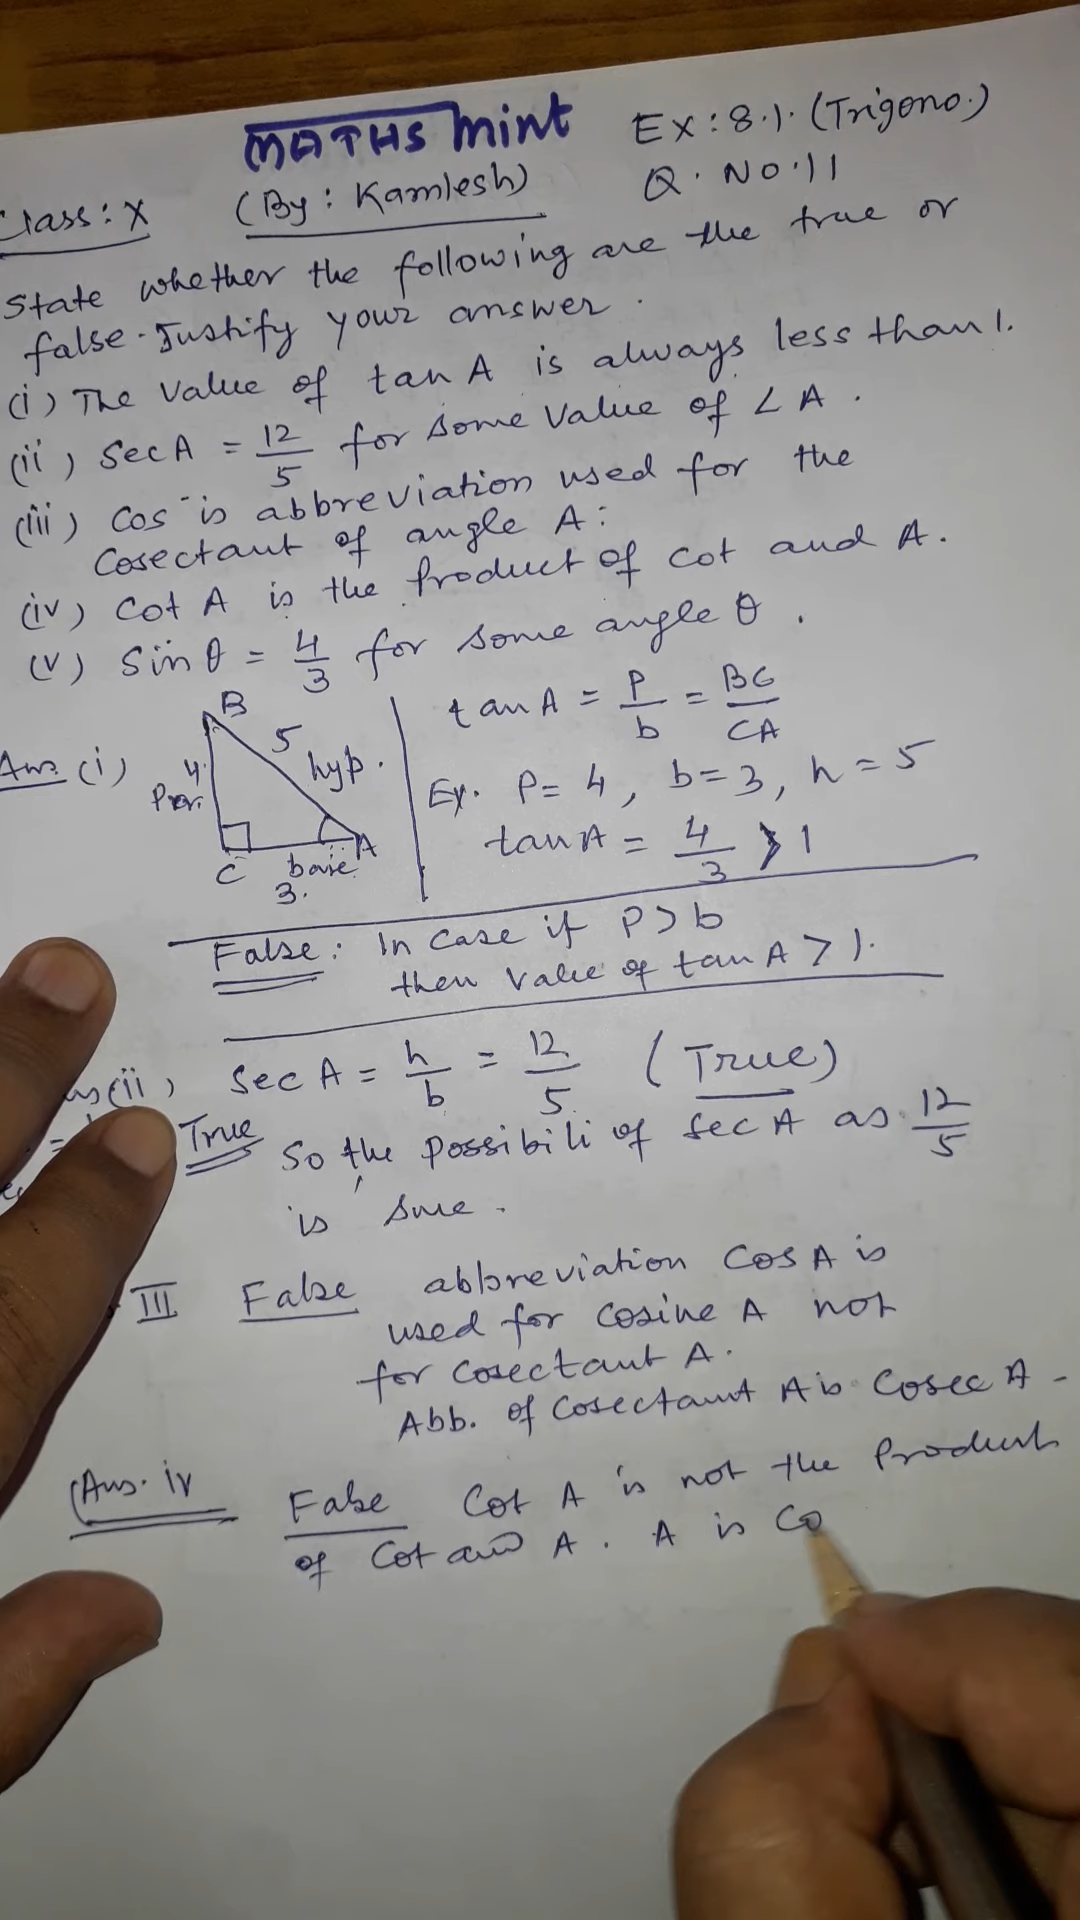 MATHS mint
Ex : 8.1. (Trigono.)
Class : X
(By : Kamlesh)
Q. No. 11
State whether the following are the true or
false. Justify your answer.
(i) The value of tan A is always less than 1.
(ii) Sec A = 12/5 for some value of ∠A.
(iii) Cos is abbreviation used for the
Cosectant of angle A:
(iv) Cot A is the product of cot and A.
(v) Sin θ = 4/3 for some angle θ.
Ans (i)
B
5
hyp.
4
C
base
A
3.
tan A = P/b = BC/CA
Ex. P = 4, b = 3, h = 5
tan A = 4/3 > 1
False : In case if P > b
then value of tan A > 1.
(ii) Sec A = h/b = 12/5 (True)
True So the possibili of sec A as 12/5
is sure.
III False abbreviation Cos A is
used for cosine A not
for cosectant A.
Abb. of cosectant A is cosec A -
(Ans. iv
False Cot A is not the Product
of cot and A. A is Co